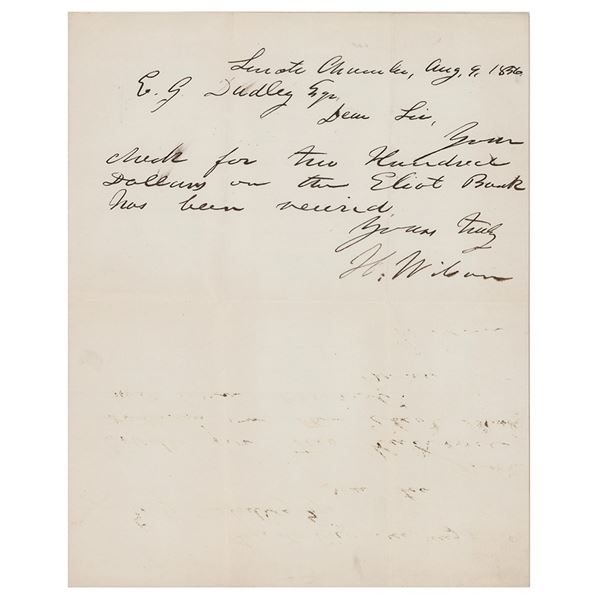 Senate Chamber, Aug. 9. 1856
E. G. Dudley Esqr,
Dear Sir,
Your
check for two Hundred
Dollars on the Eliot Bank
has been received
Yours truly
H. Wilson